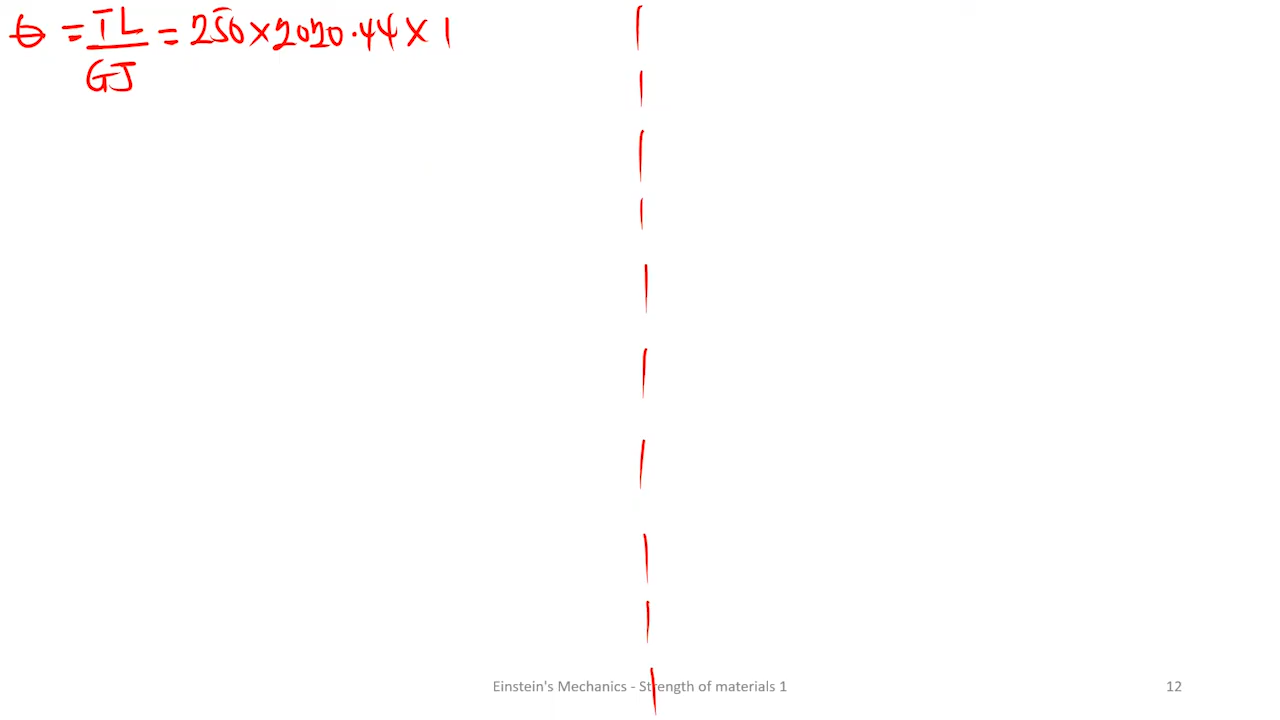 θ = TL/GJ = 250×2020.44×1
Einstein's Mechanics - Strength of materials 1
12